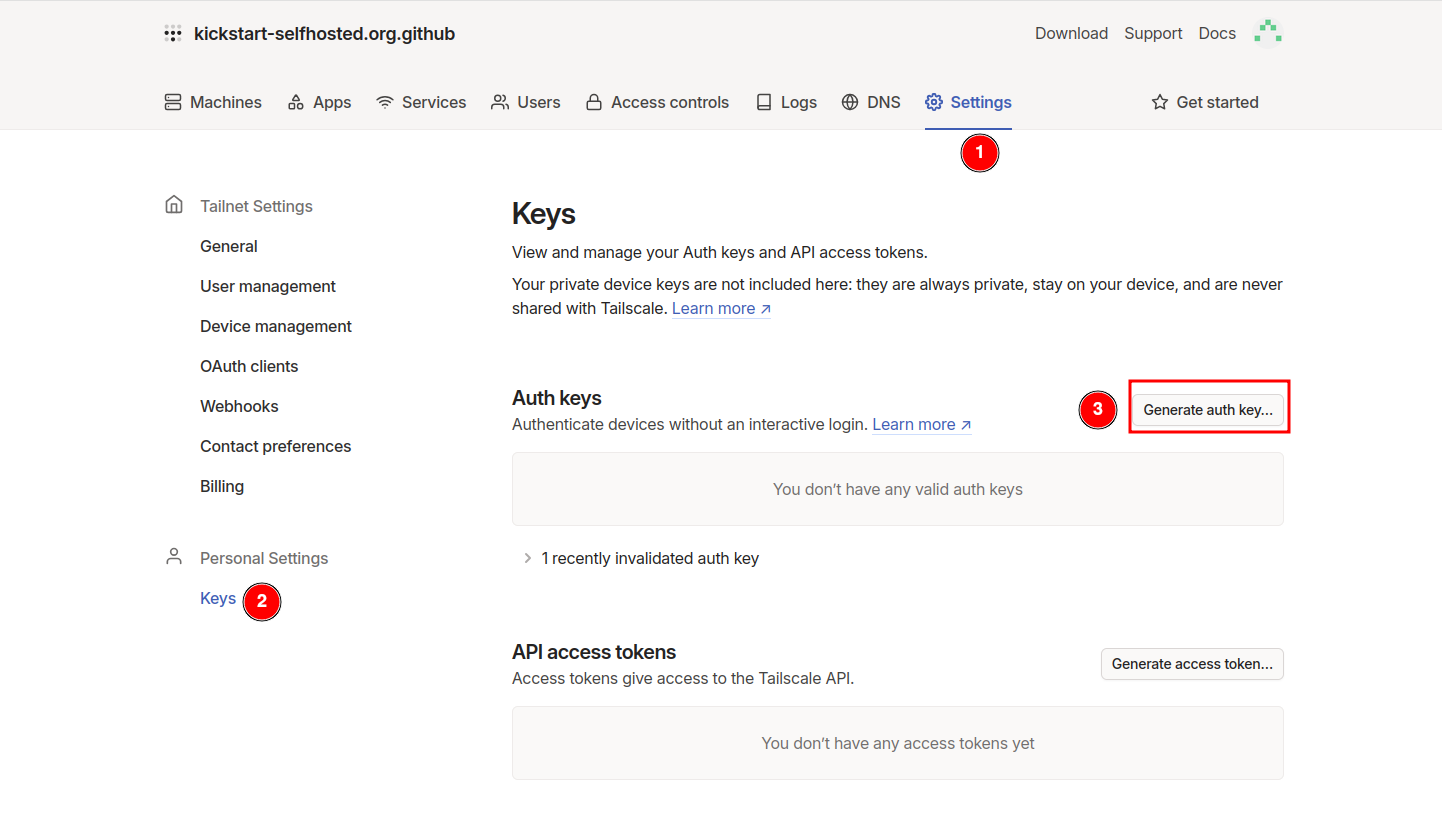 kickstart-selfhosted.org.github
Download Support Docs
Machines Apps Services Users Access controls Logs DNS Settings Get started
1
Tailnet Settings
General
User management
Device management
OAuth clients
Webhooks
Contact preferences
Billing
Personal Settings
Keys 2
Keys
View and manage your Auth keys and API access tokens.
Your private device keys are not included here: they are always private, stay on your device, and are never
shared with Tailscale. Learn more ↗
Auth keys
3 Generate auth key...
Authenticate devices without an interactive login. Learn more ↗
You don’t have any valid auth keys
1 recently invalidated auth key
API access tokens
Generate access token...
Access tokens give access to the Tailscale API.
You don’t have any access tokens yet